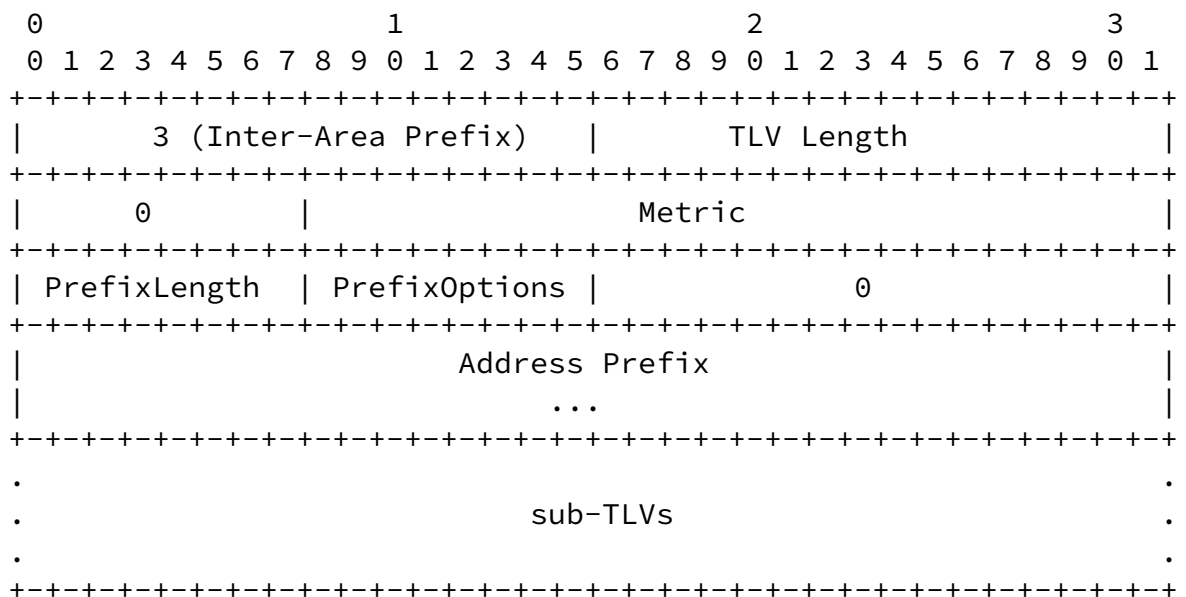 0                   1                   2                   3
 0 1 2 3 4 5 6 7 8 9 0 1 2 3 4 5 6 7 8 9 0 1 2 3 4 5 6 7 8 9 0 1
+-+-+-+-+-+-+-+-+-+-+-+-+-+-+-+-+-+-+-+-+-+-+-+-+-+-+-+-+-+-+-+-+
|       3 (Inter-Area Prefix)   |       TLV Length              |
+-+-+-+-+-+-+-+-+-+-+-+-+-+-+-+-+-+-+-+-+-+-+-+-+-+-+-+-+-+-+-+-+
|      0        |                  Metric                       |
+-+-+-+-+-+-+-+-+-+-+-+-+-+-+-+-+-+-+-+-+-+-+-+-+-+-+-+-+-+-+-+-+
| PrefixLength  | PrefixOptions |              0                |
+-+-+-+-+-+-+-+-+-+-+-+-+-+-+-+-+-+-+-+-+-+-+-+-+-+-+-+-+-+-+-+-+
|                        Address Prefix                         |
|                             ...                               |
+-+-+-+-+-+-+-+-+-+-+-+-+-+-+-+-+-+-+-+-+-+-+-+-+-+-+-+-+-+-+-+-+
.                                                               .
.                            sub-TLVs                           .
.                                                               .
+-+-+-+-+-+-+-+-+-+-+-+-+-+-+-+-+-+-+-+-+-+-+-+-+-+-+-+-+-+-+-+-+